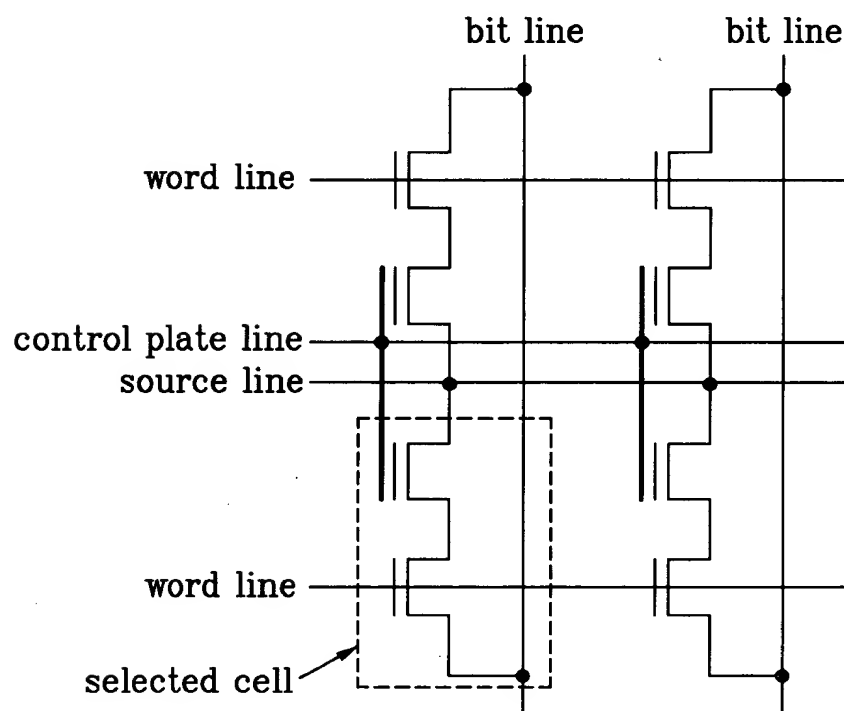 bit line
bit line
word line
control plate line
source line
word line
selected cell